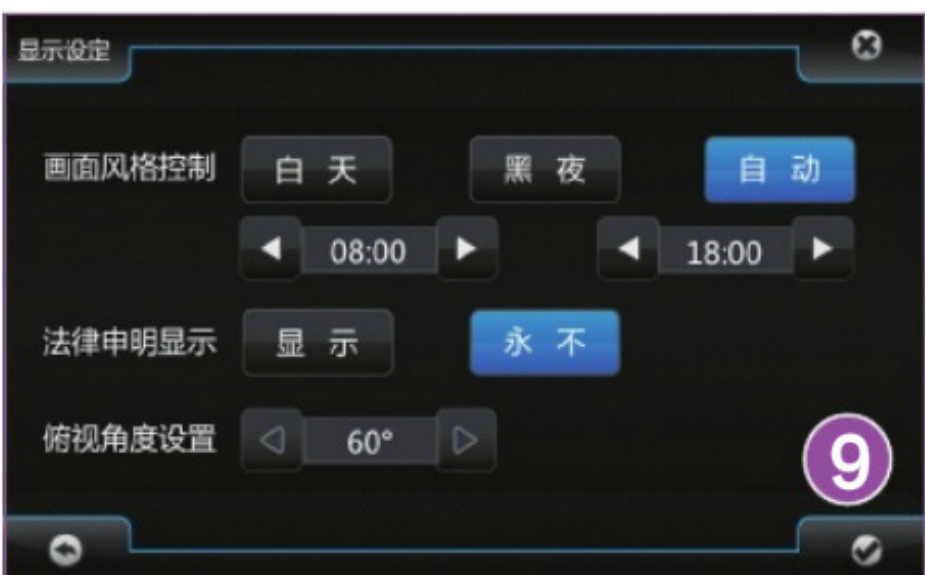 显示设定
画面风格控制 白天 黑夜 自动
08:00 18:00
法律申明显示 显示 永不
俯视角度设置 60°
9